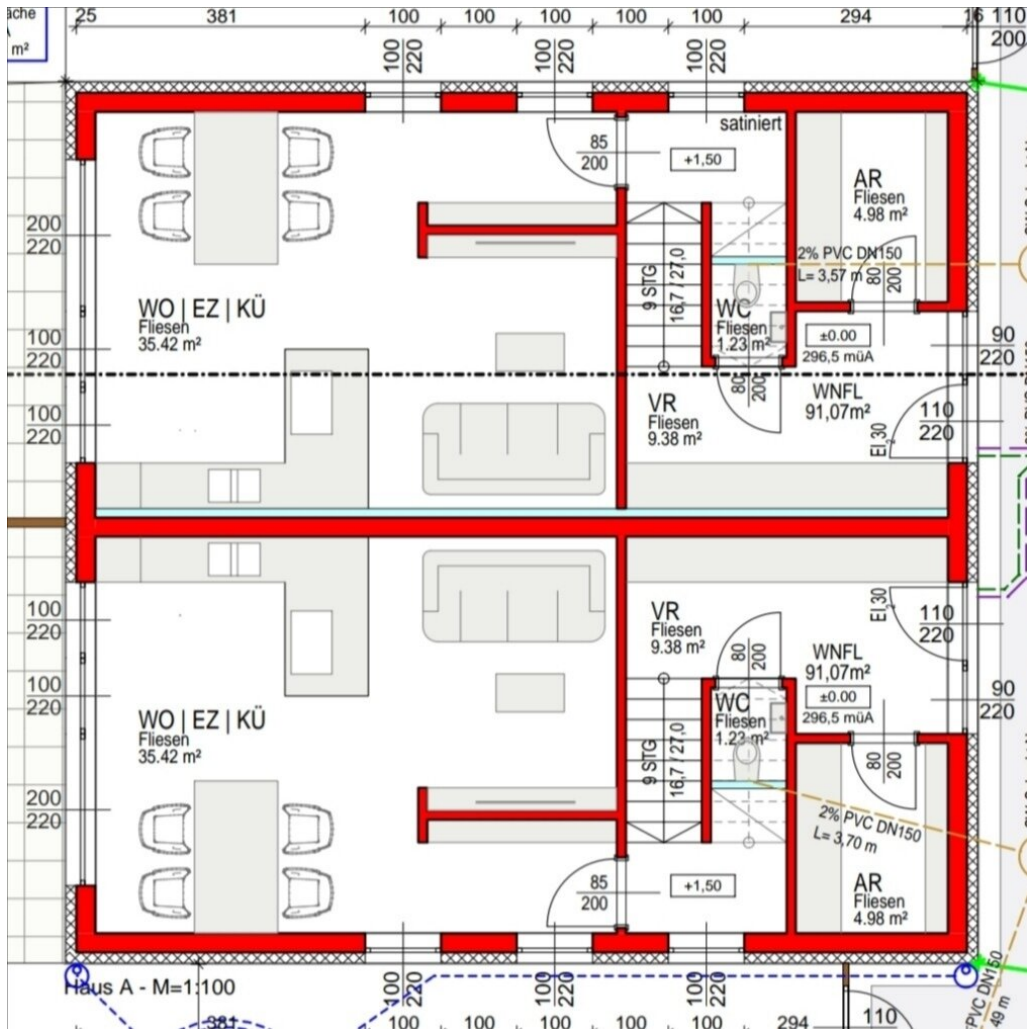 25 381 100 100 100 100 100 294 16 110
200
m²
100
220
100
220
100
220
satiniert
85
200
+1,50
AR
Fliesen
4.98 m²
200
220
2% PVC DN150
L= 3,57 m
80
200
9 STG
16,7 / 27,0
WO | EZ | KÜ
Fliesen
35.42 m²
WC
Fliesen
1.23 m²
±0.00
296,5 müA
90
220
100
220
80
200
VR
Fliesen
9.38 m²
WNFL
91,07m²
110
220
EI₂30
100
220
100
220
VR
Fliesen
9.38 m²
80
200
EI₂30
110
220
WNFL
91,07m²
±0.00
296,5 müA
90
220
100
220
WO | EZ | KÜ
Fliesen
35.42 m²
WC
Fliesen
1.23 m²
9 STG
16,7 / 27,0
80
200
200
220
2% PVC DN150
L= 3,70 m
AR
Fliesen
4.98 m²
85
200
+1,50
Haus A - M=1:100
100
220
100
220
100
220
PVC DN150
49 m
381 100 100 100 100 100 294 110